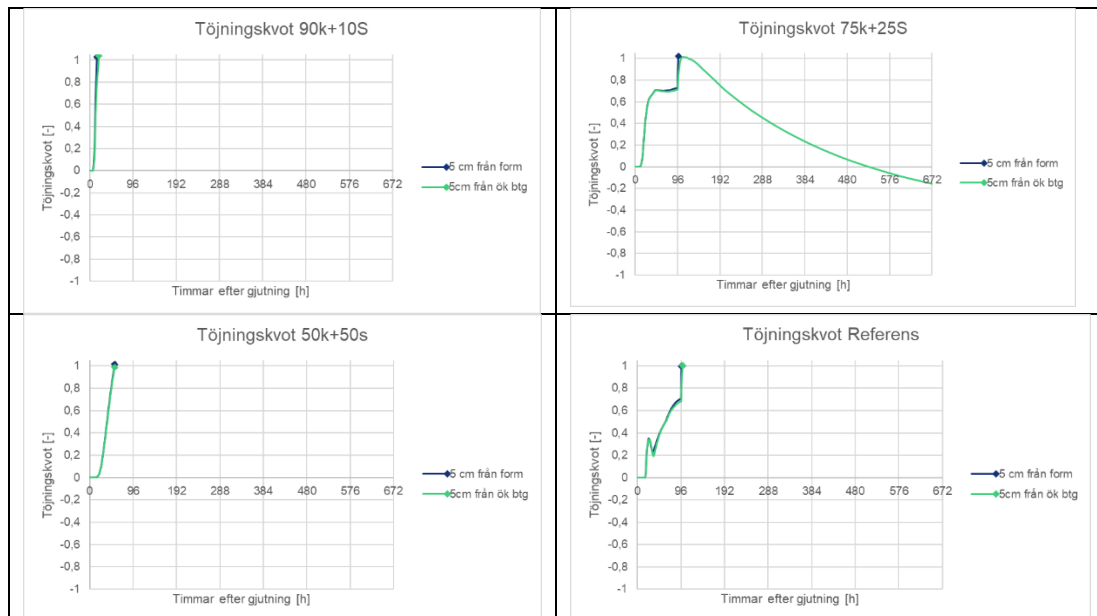 Töjningskvot 90k+10S
1
0,8
0,6
0,4
0,2
0
0 96 192 288 384 480 576 672
-0,2
-0,4
-0,6
-0,8
-1
Töjningskvot [-]
Timmar efter gjutning [h]
5 cm från form
5cm från ök btg
Töjningskvot 75k+25S
1
0,8
0,6
0,4
0,2
0
0 96 192 288 384 480 576 672
-0,2
-0,4
-0,6
-0,8
-1
Töjningskvot [-]
Timmar efter gjutning [h]
5 cm från form
5cm från ök btg
Töjningskvot 50k+50s
1
0,8
0,6
0,4
0,2
0
0 96 192 288 384 480 576 672
-0,2
-0,4
-0,6
-0,8
-1
Töjningskvot [-]
Timmar efter gjutning [h]
5 cm från form
5cm från ök btg
Töjningskvot Referens
1
0,8
0,6
0,4
0,2
0
0 96 192 288 384 480 576 672
-0,2
-0,4
-0,6
-0,8
-1
Töjningskvot [-]
Timmar efter gjutning [h]
5 cm från form
5cm från ök btg